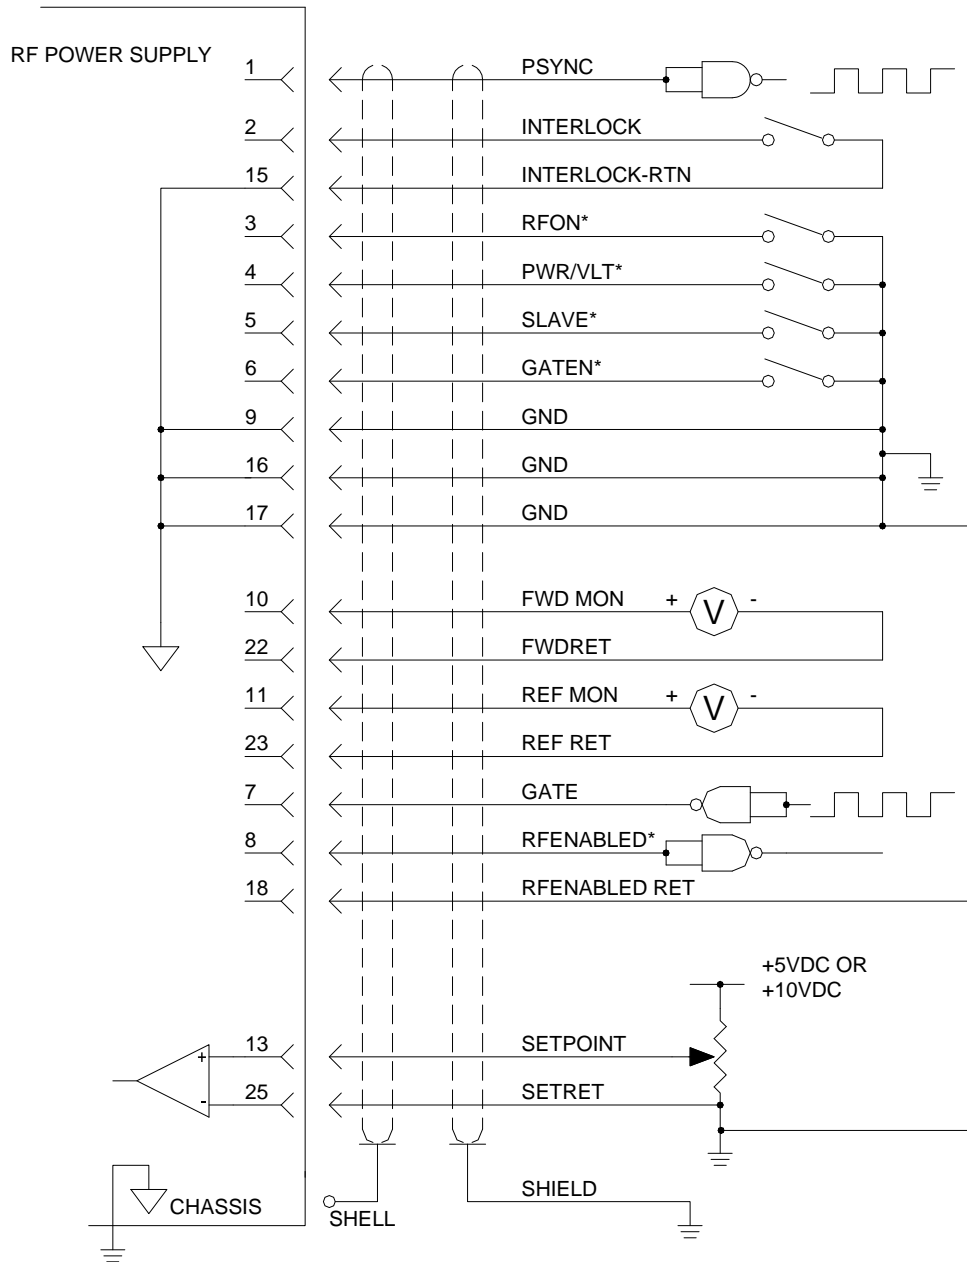 RF POWER SUPPLY
1 PSYNC
2 INTERLOCK
15 INTERLOCK-RTN
3 RFON*
4 PWR/VLT*
5 SLAVE*
6 GATEN*
9 GND
16 GND
17 GND
10 FWD MON + V -
22 FWDRET
11 REF MON + V -
23 REF RET
7 GATE
8 RFENABLED*
18 RFENABLED RET
+5VDC OR
+10VDC
+ 13 SETPOINT
- 25 SETRET
CHASSIS
SHELL
SHIELD